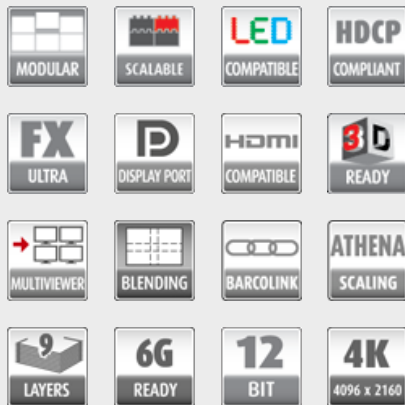 MODULAR
SCALABLE
LED
COMPATIBLE
HDCP
COMPLIANT
FX
ULTRA
D
DISPLAY PORT
HDMI
COMPATIBLE
3D
READY
MULTIVIEWER
BLENDING
BARCOLINK
ATHENA
SCALING
9
LAYERS
6G
READY
12
BIT
4K
4096 x 2160